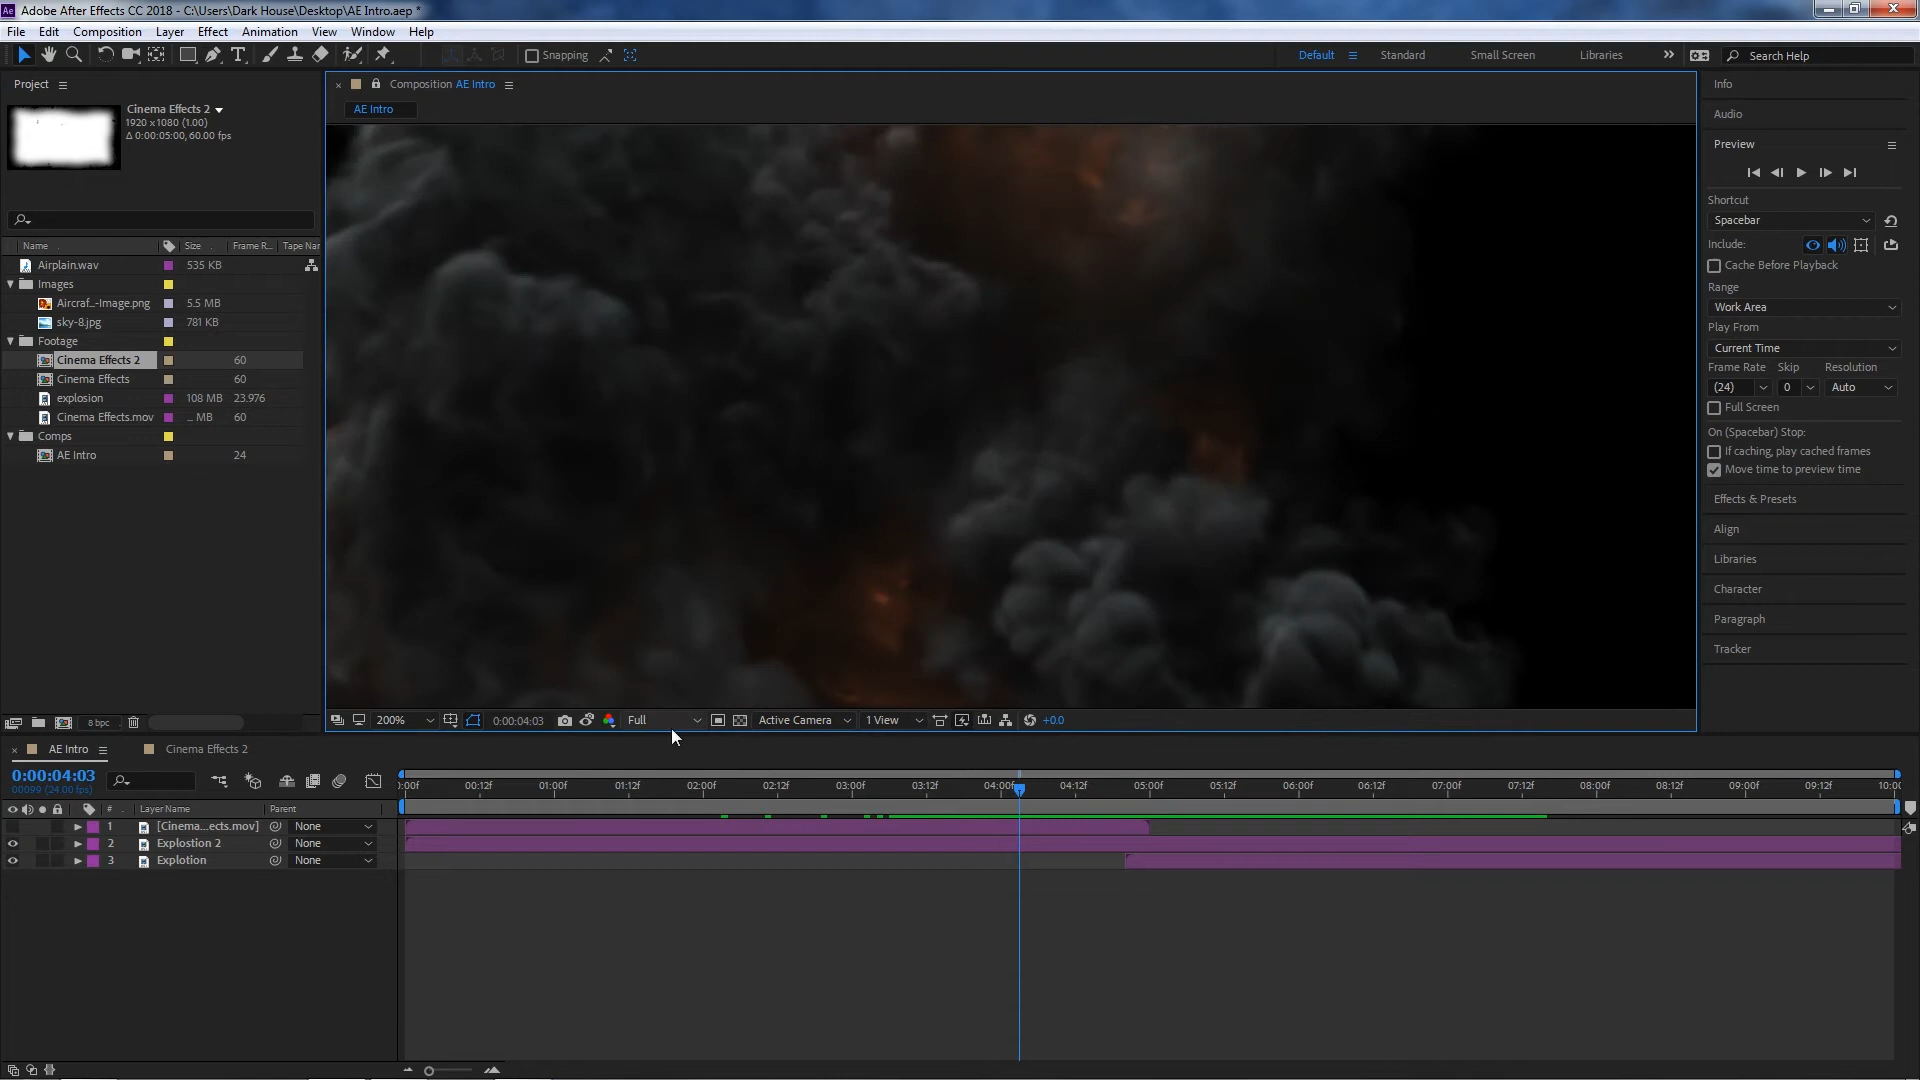 Adobe After Effects CC 2018 - C:\Users\Dark House\Desktop\AE Intro.aep *
File Edit Composition Layer Effect Animation View Window Help
Snapping Default Standard Small Screen Libraries Search Help
Project
Cinema Effects 2
1920 x1080 (1.00)
Δ 0:00:05:00, 60.00 fps
Name Size Frame R... Tape Nar
Airplain.wav 535 KB
Images
Aircraf...-Image.png 5.5 MB
sky-8.jpg 781 KB
Footage
Cinema Effects 2 60
Cinema Effects 60
explosion 108 MB 23.976
Cinema Effects.mov ... MB 60
Comps
AE Intro 24
8 bpc
Composition AE Intro
AE Intro
200% 0:00:04:03 Full Active Camera 1 View +0.0
Info
Audio
Preview
Shortcut
Spacebar
Include:
Cache Before Playback
Range
Work Area
Play From
Current Time
Frame Rate Skip Resolution
(24) 0 Auto
Full Screen
On (Spacebar) Stop:
If caching, play cached frames
Move time to preview time
Effects & Presets
Align
Libraries
Character
Paragraph
Tracker
AE Intro Cinema Effects 2
0:00:04:03
00099 (24.00 fps)
):00f 00:12f 01:00f 01:12f 02:00f 02:12f 03:00f 03:12f 04:00f 04:12f 05:00f 05:12f 06:00f 06:12f 07:00f 07:12f 08:00f 08:12f 09:00f 09:12f 10:00
# Layer Name Parent
1 [Cinema...ects.mov] None
2 Explostion 2 None
3 Explotion None